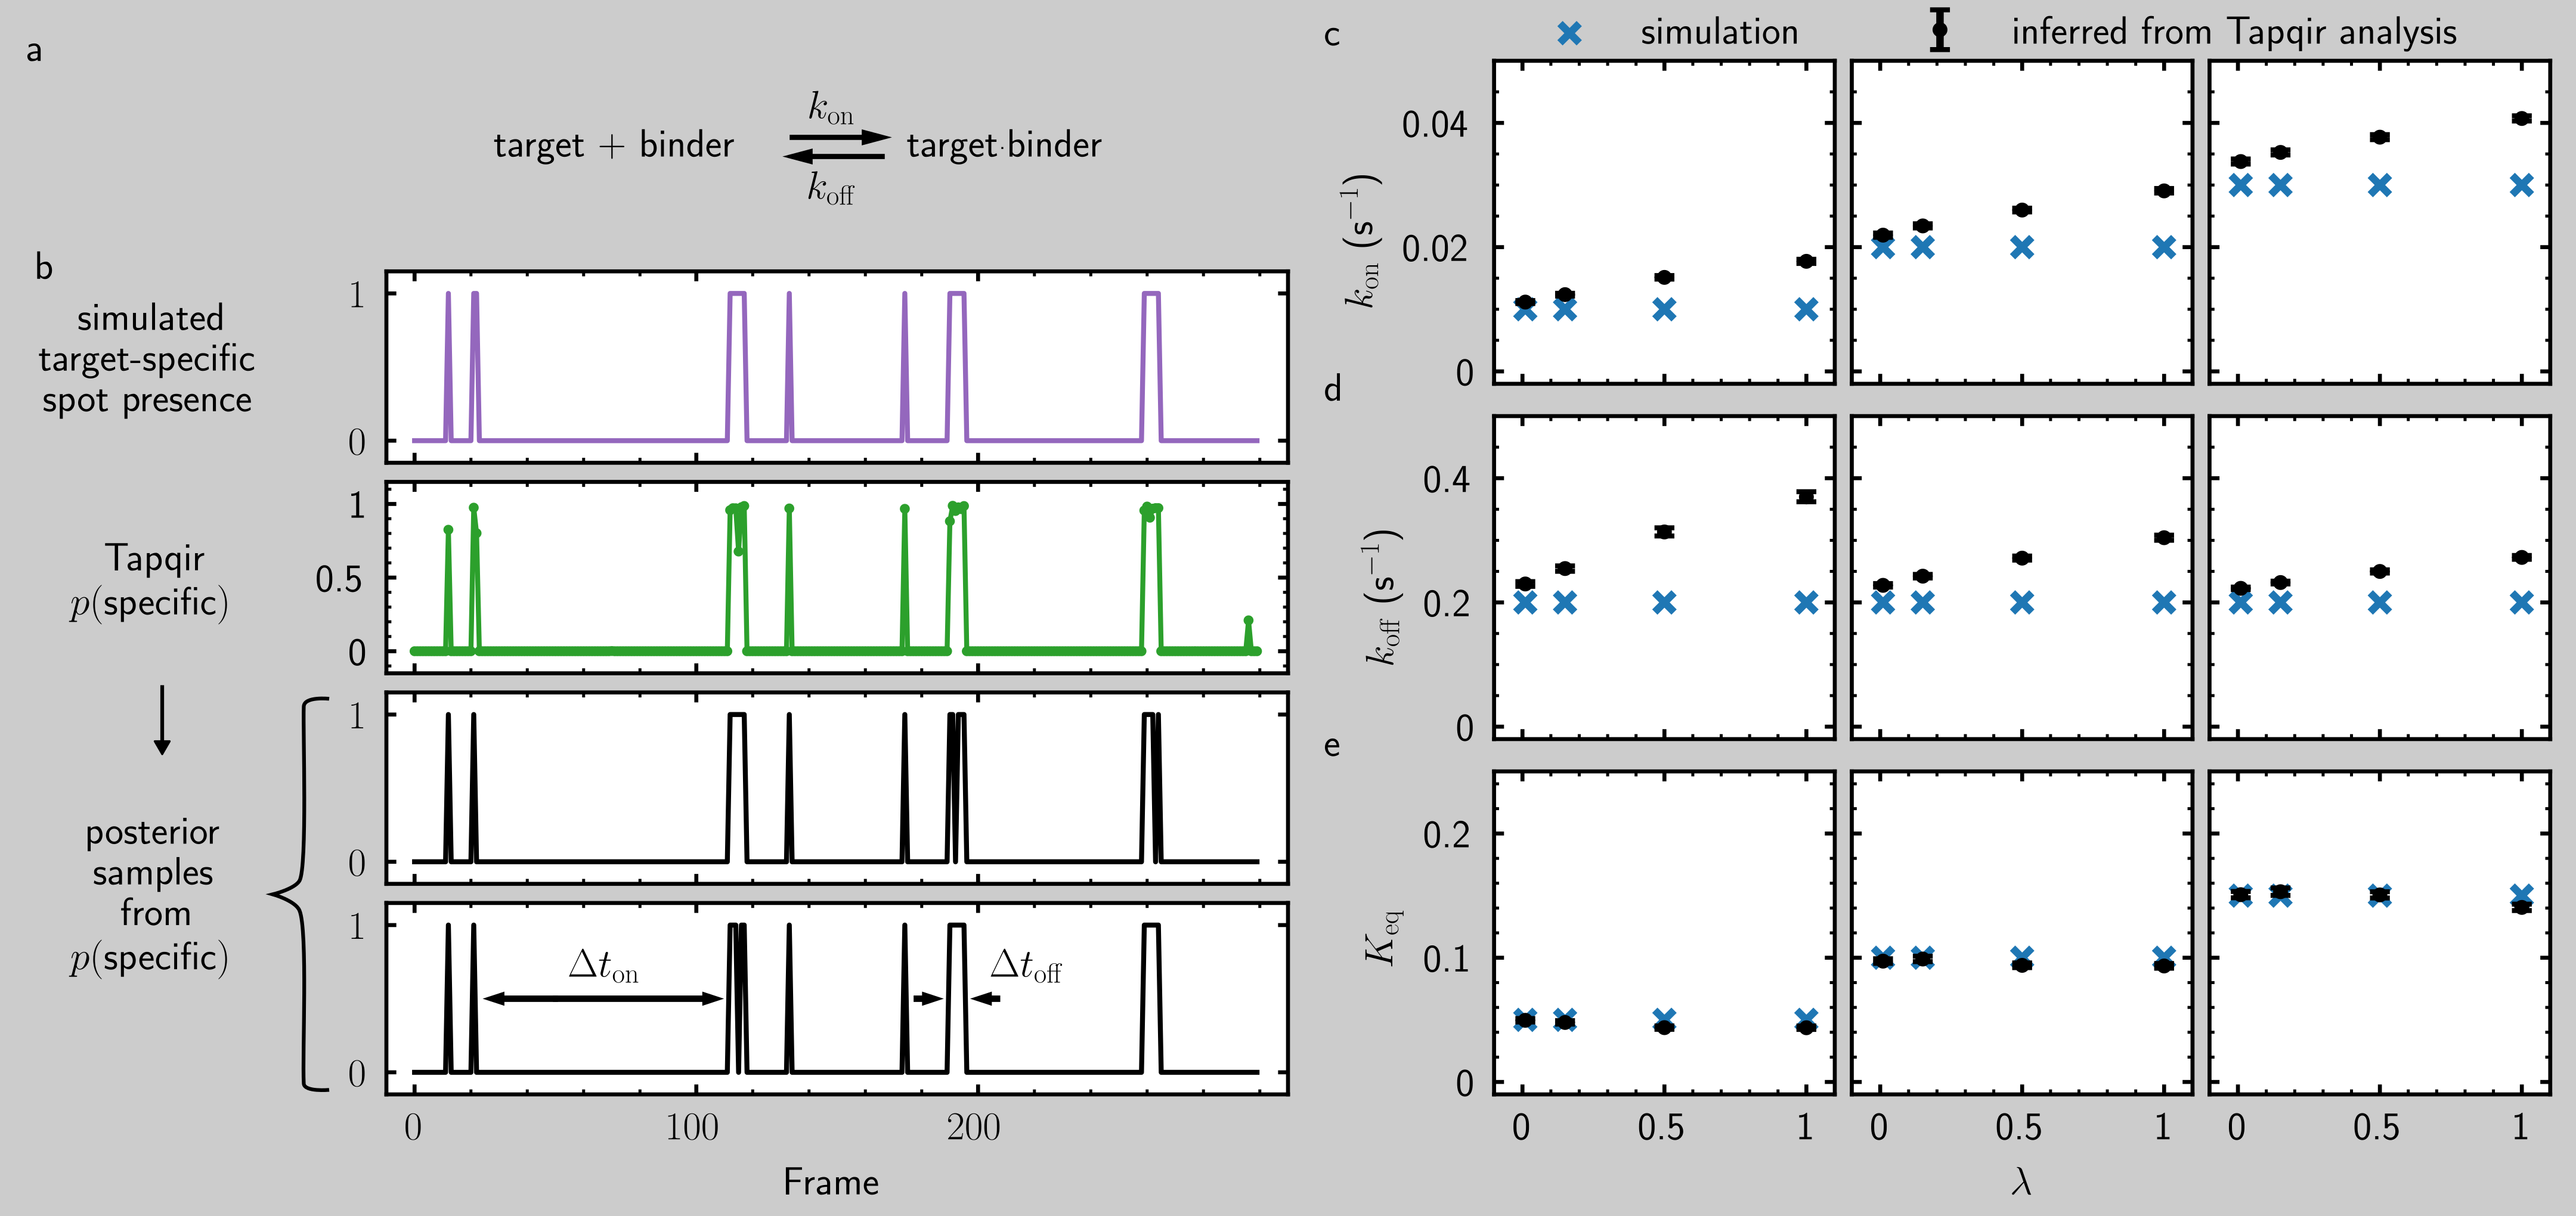 a
k_on
target + binder
target·binder
k_off
b
simulated
target-specific
spot presence
1
0
Tapqir
p(specific)
1
0.5
0
posterior
samples
from
p(specific)
1
0
1
0
Δt_on
Δt_off
0 100 200
Frame
c
simulation
inferred from Tapqir analysis
k_on (s⁻¹)
0.04
0.02
0
d
k_off (s⁻¹)
0.4
0.2
0
e
K_eq
0.2
0.1
0
0 0.5 1 0 0.5 1 0 0.5 1
λ